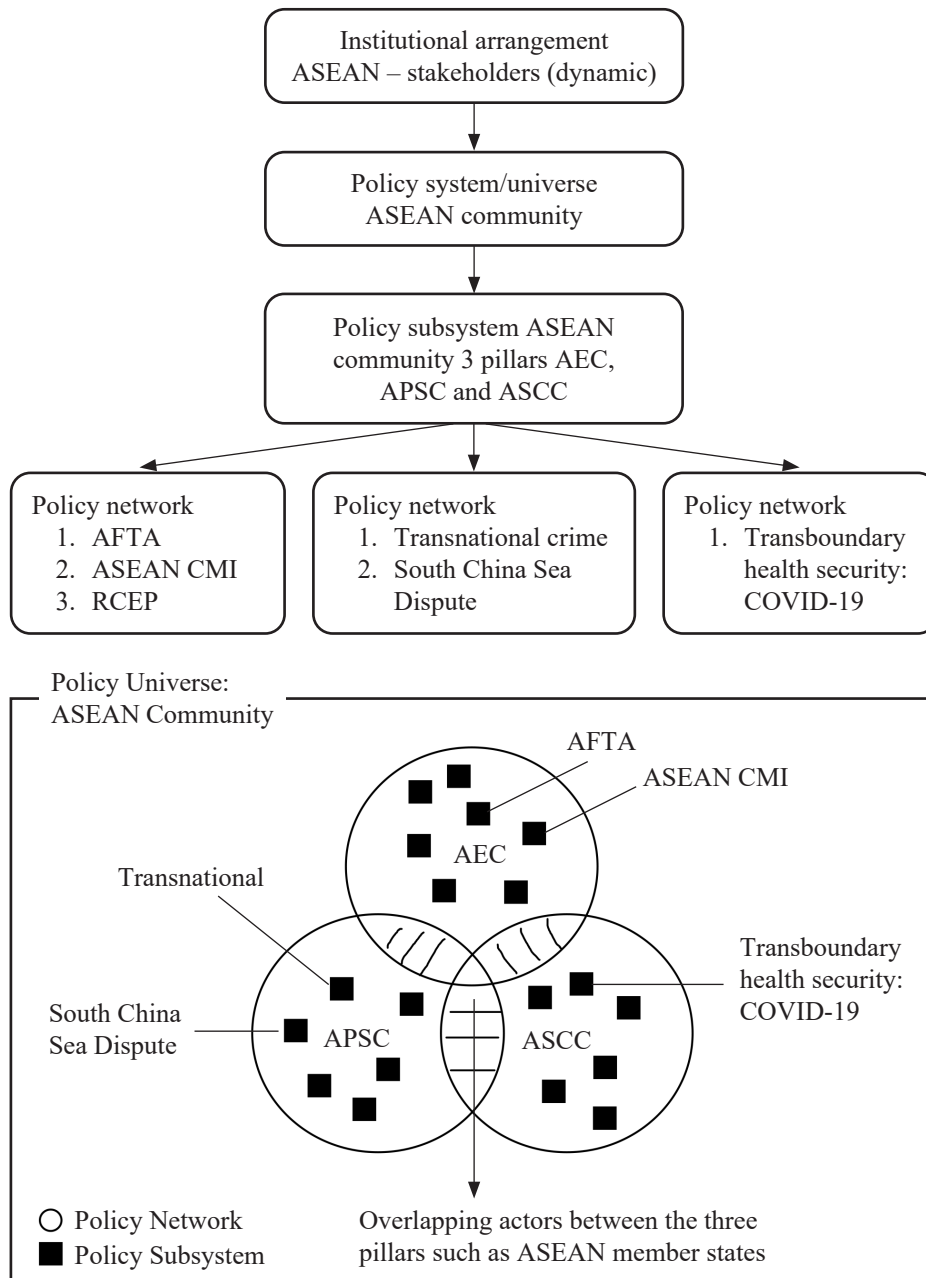 Institutional arrangement
ASEAN – stakeholders (dynamic)
Policy system/universe
ASEAN community
Policy subsystem ASEAN
community 3 pillars AEC,
APSC and ASCC
Policy network
1. AFTA
2. ASEAN CMI
3. RCEP
Policy network
1. Transnational crime
2. South China Sea
Dispute
Policy network
1. Transboundary
health security:
COVID-19
Policy Universe:
ASEAN Community
AFTA
ASEAN CMI
AEC
Transnational
Transboundary
health security:
COVID-19
South China
Sea Dispute
APSC
ASCC
Policy Network
Policy Subsystem
Overlapping actors between the three
pillars such as ASEAN member states